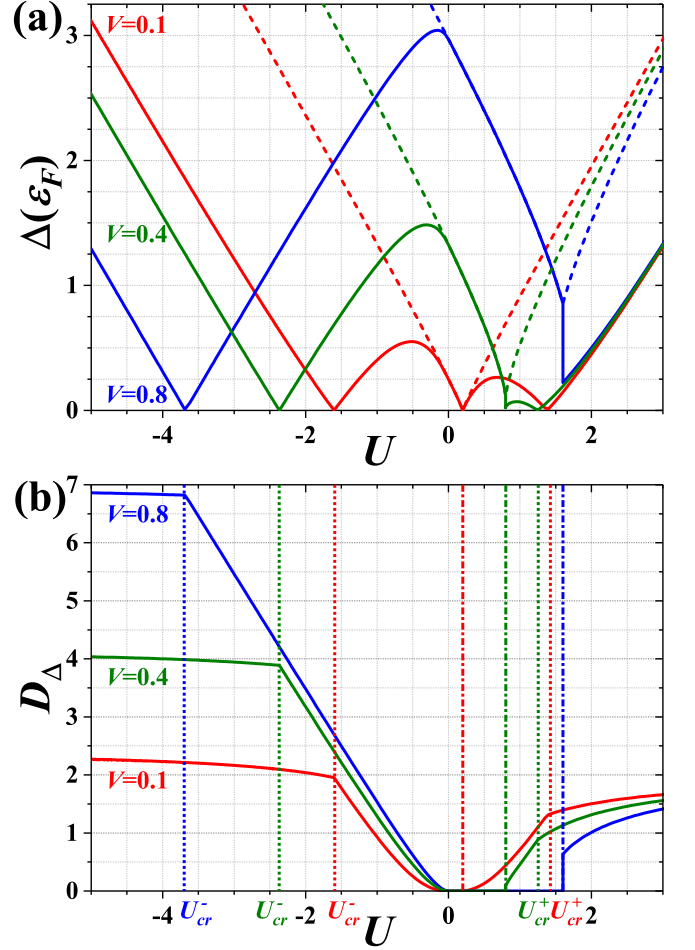 (a)
3
2
1
0
Δ(ε_F)
V=0.1
V=0.4
V=0.8
-4 -2 0 2
U
(b)
7
6
5
4
3
2
1
0
D_Δ
V=0.8
V=0.4
V=0.1
-4 -2 0 2
U_cr^- U_cr^- U_cr^- U U_cr^+ U_cr^+